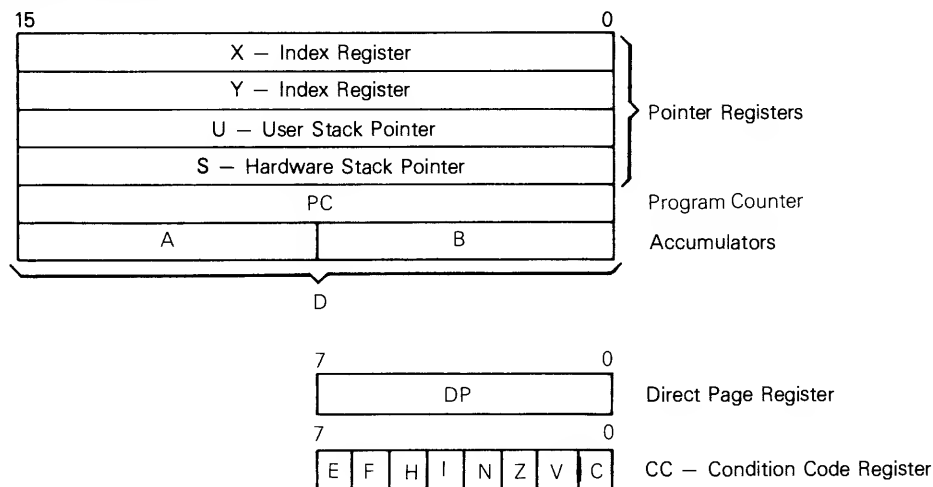 15 0
X — Index Register
Y — Index Register
U — User Stack Pointer
S — Hardware Stack Pointer
Pointer Registers
PC
Program Counter
A B
Accumulators
D
7 0
DP
Direct Page Register
7 0
E F H I N Z V C
CC — Condition Code Register